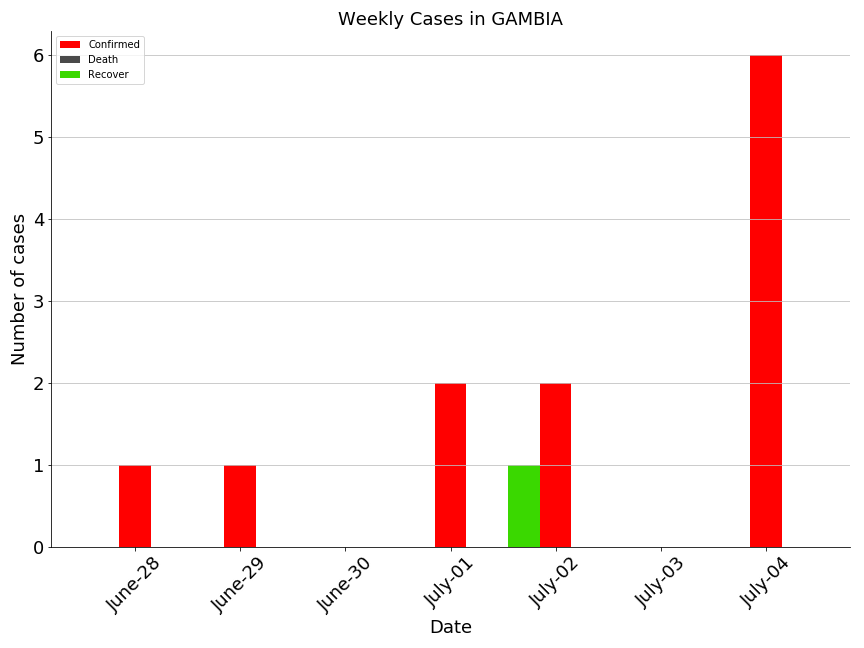 Weekly Cases in GAMBIA
Confirmed
Death
Recover
Number of cases
6
5
4
3
2
1
0
June-28
June-29
June-30
July-01
July-02
July-03
July-04
Date